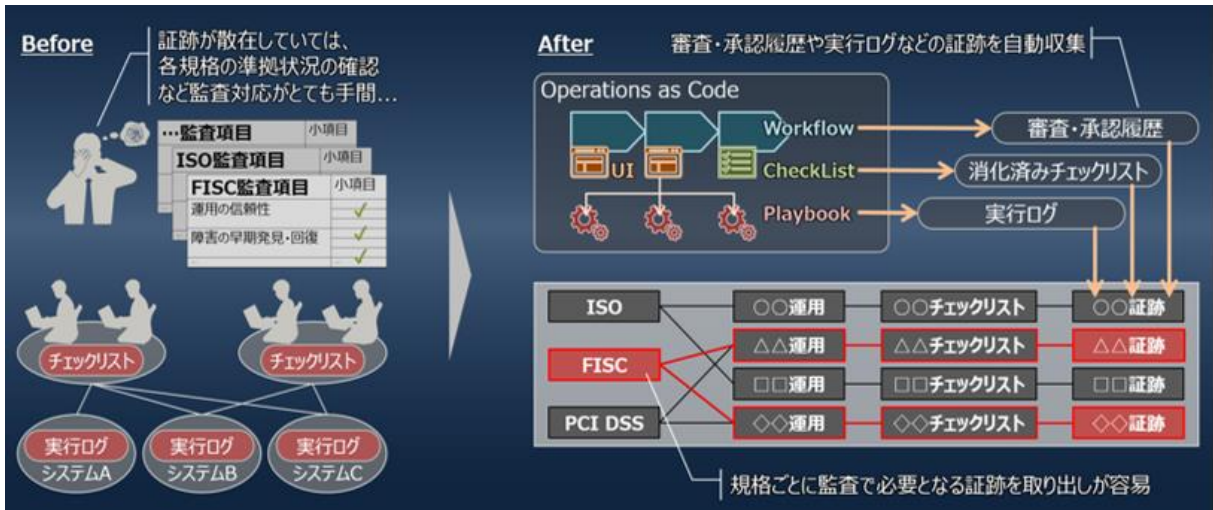 Before
証跡が散在していては、
各規格の準拠状況の確認
など監査対応がとても手間...
…監査項目 小項目
ISO監査項目 小項目
FISC監査項目 小項目
運用の信頼性
障害の早期発見・回復
チェックリスト
チェックリスト
実行ログ
システムA
実行ログ
システムB
実行ログ
システムC
After
審査・承認履歴や実行ログなどの証跡を自動収集
Operations as Code
Workflow
審査・承認履歴
UI
CheckList
消化済みチェックリスト
Playbook
実行ログ
ISO ○○運用 ○○チェックリスト ○○証跡
FISC △△運用 △△チェックリスト △△証跡
□□運用 □□チェックリスト □□証跡
PCI DSS ◇◇運用 ◇◇チェックリスト ◇◇証跡
規格ごとに監査で必要となる証跡を取り出しが容易